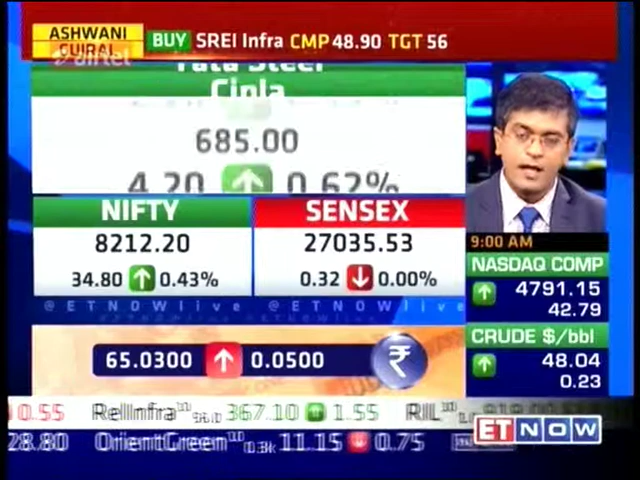 ASHWANI
GUJRAL
airtel
BUY SREI Infra CMP 48.90 TGT 56
Tata Steel
Cipla
685.00
4.20 0.62%
NIFTY
8212.20
34.80 0.43%
SENSEX
27035.53
0.32 0.00%
@ETNOWlive @ETNOWlive
65.0300 0.0500 ₹
9:00 AM
NASDAQ COMP
4791.15
42.79
CRUDE $/bbl
48.04
0.23
0.55 RelInfra 367.10 1.55 RIL
28.80 OrientGreen 0.3k 11.15 0.75
ET NOW